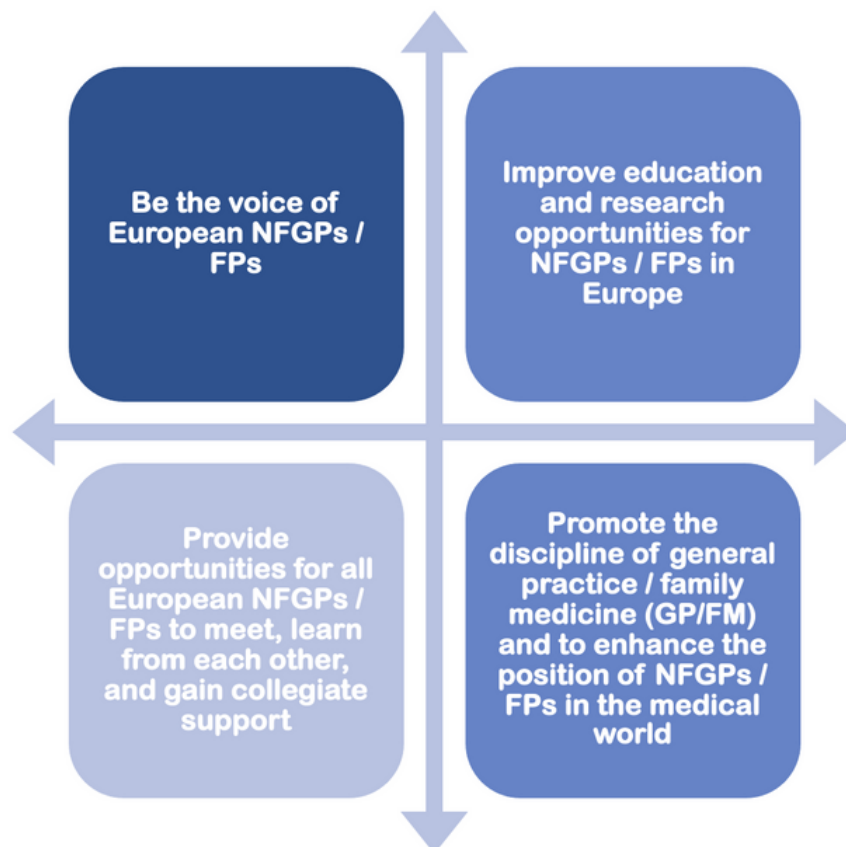 Be the voice of
European NFGPs /
FPs
Improve education
and research
opportunities for
NFGPs / FPs in
Europe
Provide
opportunities for all
European NFGPs /
FPs to meet, learn
from each other,
and gain collegiate
support
Promote the
discipline of general
practice / family
medicine (GP/FM)
and to enhance the
position of NFGPs /
FPs in the medical
world